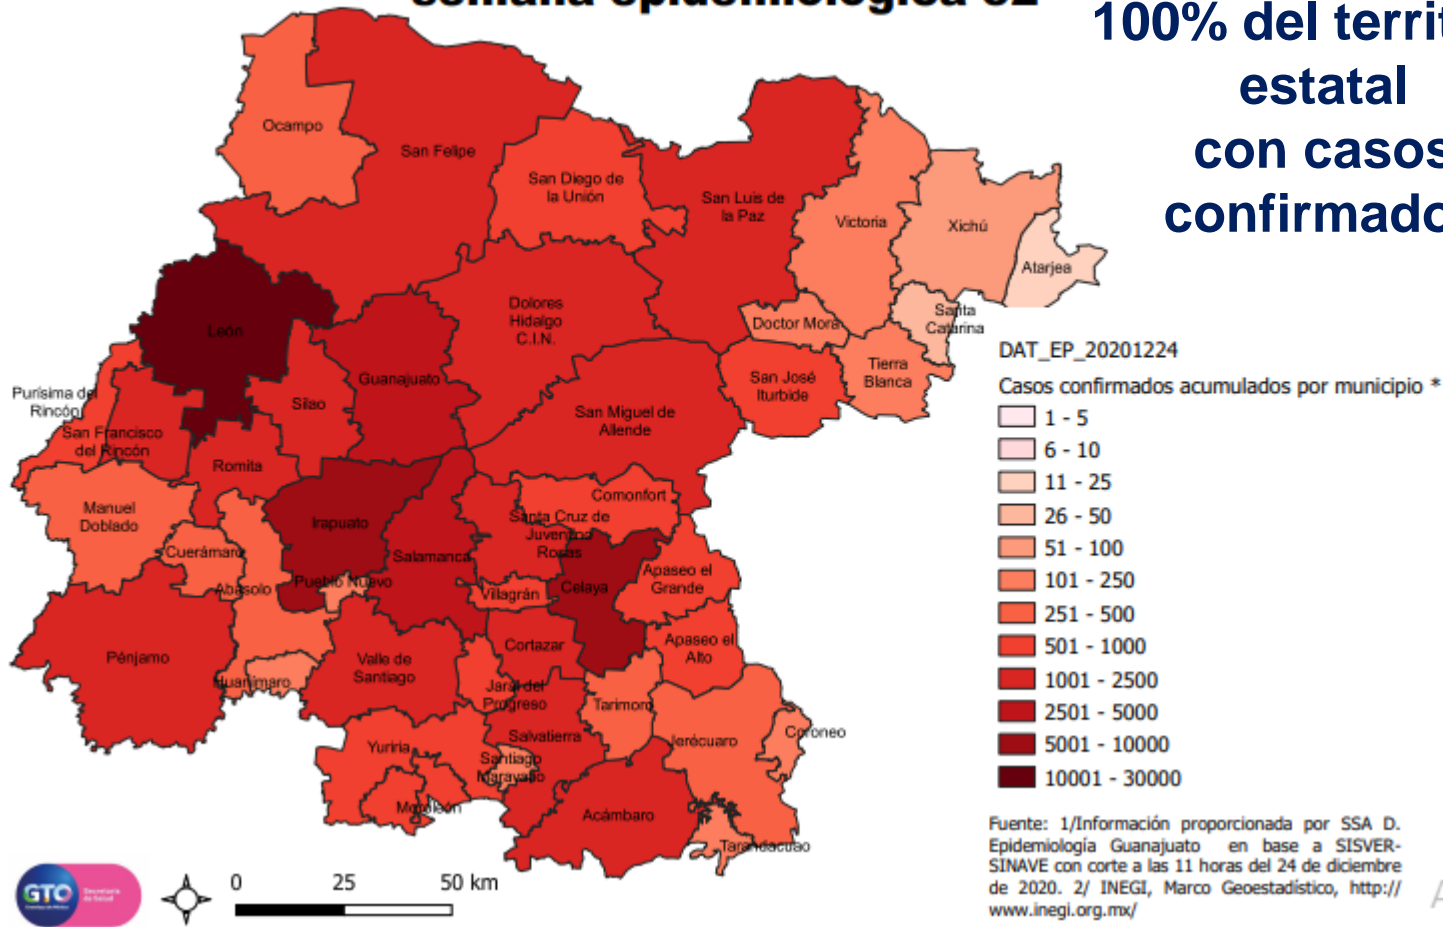 semana epidemiológica 52
100% del territ
estatal
con casos
confirmado
Ocampo
San Felipe
San Diego de
la Unión
San Luis de
la Paz
Victoria
Xichú
Atarjea
León
Dolores
Hidalgo
C.I.N.
Doctor Mora
Santa
Catarina
Guanajuato
Tierra
Blanca
San José
Iturbide
Purísima del
Rincón
Silao
San Miguel de
Allende
San Francisco
del Rincón
Romita
Manuel
Doblado
Comonfort
Irapuato
Santa Cruz de
Juventino
Rosas
Cuerámaro
Salamanca
Abasolo
Pueblo Nuevo
Villagrán
Celaya
Apaseo el
Grande
Pénjamo
Cortazar
Apaseo el
Alto
Valle de
Santiago
Huanímaro
Jaral del
Progreso
Tarimoro
Salvatierra
Jerécuaro
Coroneo
Yuriria
Santiago
Maravatío
Moroleón
Acámbaro
Tarandacuao
DAT_EP_20201224
Casos confirmados acumulados por municipio *
1 - 5
6 - 10
11 - 25
26 - 50
51 - 100
101 - 250
251 - 500
501 - 1000
1001 - 2500
2501 - 5000
5001 - 10000
10001 - 30000
Fuente: 1/Información proporcionada por SSA D.
Epidemiología Guanajuato en base a SISVER-
SINAVE con corte a las 11 horas del 24 de diciembre
de 2020. 2/ INEGI, Marco Geoestadístico, http://
www.inegi.org.mx/
GTO
Secretaría
de Salud
0 25 50 km